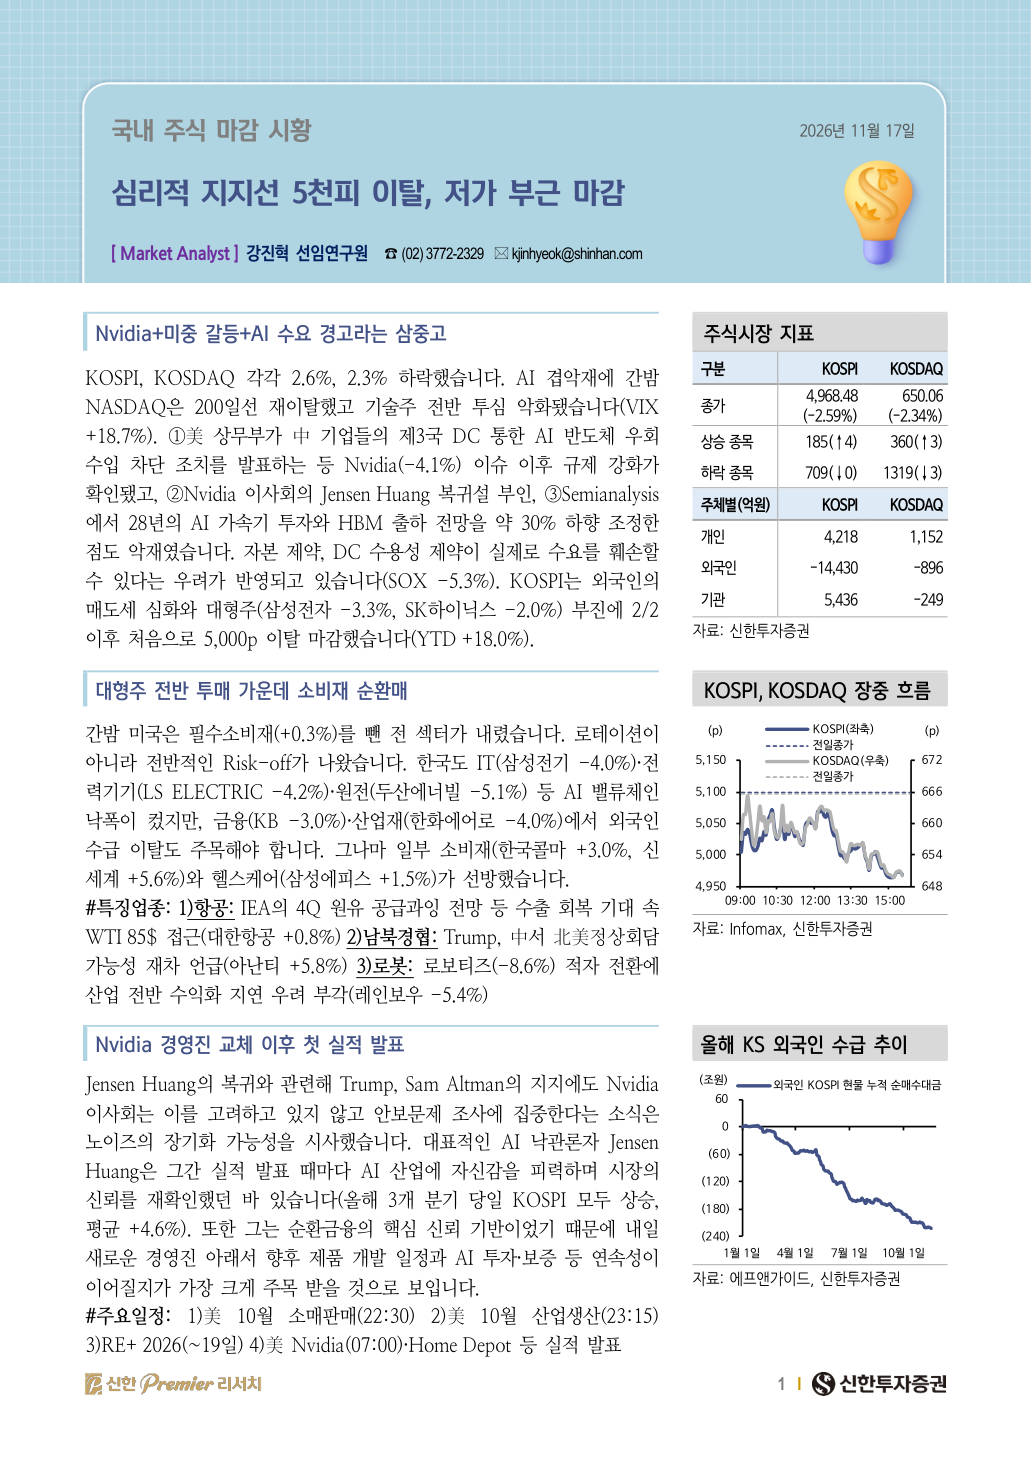 국내 주식 마감 시황
2026년 11월 17일
심리적 지지선 5천피 이탈, 저가 부근 마감
[ Market Analyst ] 강진혁 선임연구원 ☎ (02) 3772-2329 ✉ kjinhyeok@shinhan.com
Nvidia+미중 갈등+AI 수요 경고라는 삼중고
KOSPI, KOSDAQ 각각 2.6%, 2.3% 하락했습니다. AI 겹악재에 간밤
NASDAQ은 200일선 재이탈했고 기술주 전반 투심 악화됐습니다(VIX
+18.7%). ①美 상무부가 中 기업들의 제3국 DC 통한 AI 반도체 우회
수입 차단 조치를 발표하는 등 Nvidia(-4.1%) 이슈 이후 규제 강화가
확인됐고, ②Nvidia 이사회의 Jensen Huang 복귀설 부인, ③Semianalysis
에서 28년의 AI 가속기 투자와 HBM 출하 전망을 약 30% 하향 조정한
점도 악재였습니다. 자본 제약, DC 수용성 제약이 실제로 수요를 훼손할
수 있다는 우려가 반영되고 있습니다(SOX -5.3%). KOSPI는 외국인의
매도세 심화와 대형주(삼성전자 -3.3%, SK하이닉스 -2.0%) 부진에 2/2
이후 처음으로 5,000p 이탈 마감했습니다(YTD +18.0%).
대형주 전반 투매 가운데 소비재 순환매
간밤 미국은 필수소비재(+0.3%)를 뺀 전 섹터가 내렸습니다. 로테이션이
아니라 전반적인 Risk-off가 나왔습니다. 한국도 IT(삼성전기 -4.0%)·전
력기기(LS ELECTRIC -4.2%)·원전(두산에너빌 -5.1%) 등 AI 밸류체인
낙폭이 컸지만, 금융(KB -3.0%)·산업재(한화에어로 -4.0%)에서 외국인
수급 이탈도 주목해야 합니다. 그나마 일부 소비재(한국콜마 +3.0%, 신
세계 +5.6%)와 헬스케어(삼성에피스 +1.5%)가 선방했습니다.
#특징업종: 1)항공: IEA의 4Q 원유 공급과잉 전망 등 수출 회복 기대 속
WTI 85$ 접근(대한항공 +0.8%) 2)남북경협: Trump, 中서 北美정상회담
가능성 재차 언급(아난티 +5.8%) 3)로봇: 로보티즈(-8.6%) 적자 전환에
산업 전반 수익화 지연 우려 부각(레인보우 -5.4%)
Nvidia 경영진 교체 이후 첫 실적 발표
Jensen Huang의 복귀와 관련해 Trump, Sam Altman의 지지에도 Nvidia
이사회는 이를 고려하고 있지 않고 안보문제 조사에 집중한다는 소식은
노이즈의 장기화 가능성을 시사했습니다. 대표적인 AI 낙관론자 Jensen
Huang은 그간 실적 발표 때마다 AI 산업에 자신감을 피력하며 시장의
신뢰를 재확인했던 바 있습니다(올해 3개 분기 당일 KOSPI 모두 상승,
평균 +4.6%). 또한 그는 순환금융의 핵심 신뢰 기반이었기 떄문에 내일
새로운 경영진 아래서 향후 제품 개발 일정과 AI 투자·보증 등 연속성이
이어질지가 가장 크게 주목 받을 것으로 보입니다.
#주요일정: 1)美 10월 소매판매(22:30) 2)美 10월 산업생산(23:15)
3)RE+ 2026(~19일) 4)美 Nvidia(07:00)·Home Depot 등 실적 발표
주식시장 지표
구분 KOSPI KOSDAQ
종가 4,968.48 650.06
(-2.59%) (-2.34%)
상승 종목 185(↑4) 360(↑3)
하락 종목 709(↓0) 1319(↓3)
주체별(억원) KOSPI KOSDAQ
개인 4,218 1,152
외국인 -14,430 -896
기관 5,436 -249
자료: 신한투자증권
KOSPI, KOSDAQ 장중 흐름
(p) KOSPI(좌축) (p)
전일종가
5,150 KOSDAQ(우축) 672
전일종가
5,100 666
5,050 660
5,000 654
4,950 648
09:00 10:30 12:00 13:30 15:00
자료: Infomax, 신한투자증권
올해 KS 외국인 수급 추이
(조원) 외국인 KOSPI 현물 누적 순매수대금
60
0
(60)
(120)
(180)
(240)
1월 1일 4월 1일 7월 1일 10월 1일
자료: 에프앤가이드, 신한투자증권
신한 Premier 리서치
1 | 신한투자증권